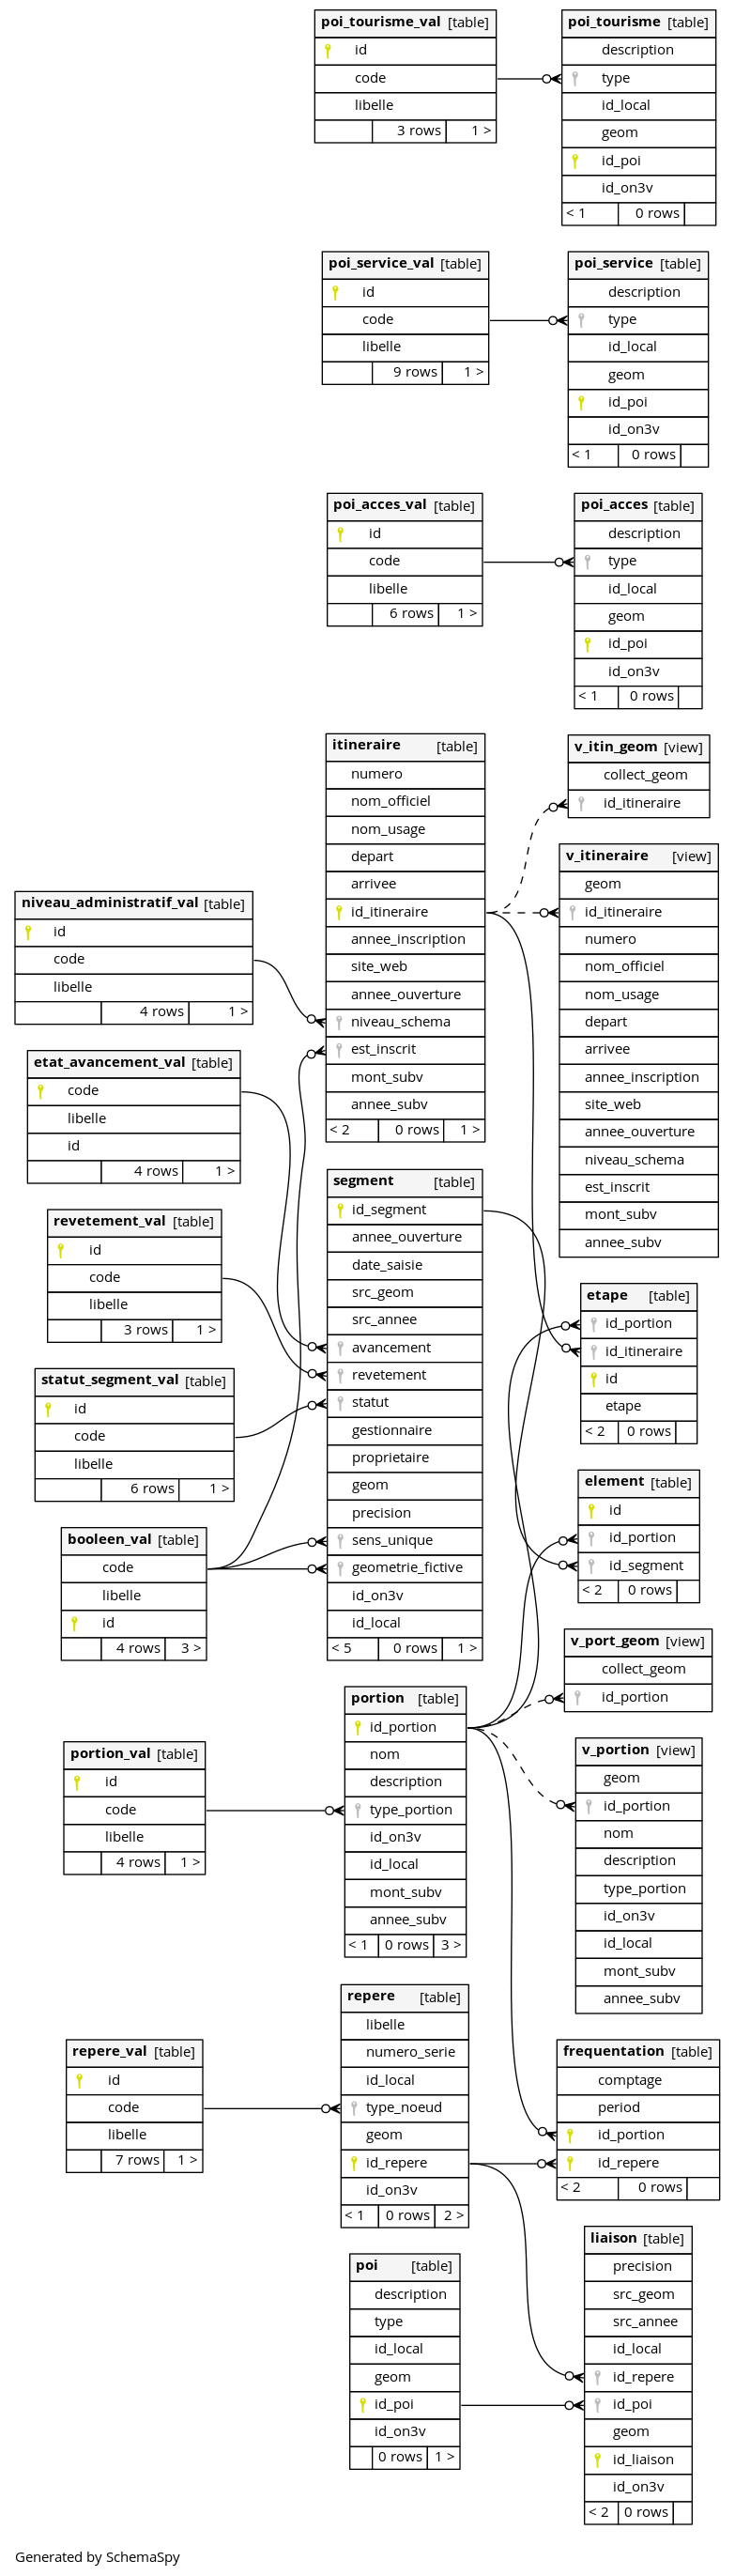 poi_tourisme_val [table]
id
code
libelle
3 rows 1 >
poi_tourisme [table]
description
type
id_local
geom
id_poi
id_on3v
< 1 0 rows
poi_service_val [table]
id
code
libelle
9 rows 1 >
poi_service [table]
description
type
id_local
geom
id_poi
id_on3v
< 1 0 rows
poi_acces_val [table]
id
code
libelle
6 rows 1 >
poi_acces [table]
description
type
id_local
geom
id_poi
id_on3v
< 1 0 rows
itineraire [table]
numero
nom_officiel
nom_usage
depart
arrivee
id_itineraire
annee_inscription
site_web
annee_ouverture
niveau_schema
est_inscrit
mont_subv
annee_subv
< 2 0 rows 1 >
v_itin_geom [view]
collect_geom
id_itineraire
v_itineraire [view]
geom
id_itineraire
numero
nom_officiel
nom_usage
depart
arrivee
annee_inscription
site_web
annee_ouverture
niveau_schema
est_inscrit
mont_subv
annee_subv
niveau_administratif_val [table]
id
code
libelle
4 rows 1 >
etat_avancement_val [table]
code
libelle
id
4 rows 1 >
revetement_val [table]
id
code
libelle
3 rows 1 >
statut_segment_val [table]
id
code
libelle
6 rows 1 >
booleen_val [table]
code
libelle
id
4 rows 3 >
segment [table]
id_segment
annee_ouverture
date_saisie
src_geom
src_annee
avancement
revetement
statut
gestionnaire
proprietaire
geom
precision
sens_unique
geometrie_fictive
id_on3v
id_local
< 5 0 rows 1 >
etape [table]
id_portion
id_itineraire
id
etape
< 2 0 rows
element [table]
id
id_portion
id_segment
< 2 0 rows
v_port_geom [view]
collect_geom
id_portion
portion [table]
id_portion
nom
description
type_portion
id_on3v
id_local
mont_subv
annee_subv
< 1 0 rows 3 >
portion_val [table]
id
code
libelle
4 rows 1 >
v_portion [view]
geom
id_portion
nom
description
type_portion
id_on3v
id_local
mont_subv
annee_subv
repere [table]
libelle
numero_serie
id_local
type_noeud
geom
id_repere
id_on3v
< 1 0 rows 2 >
repere_val [table]
id
code
libelle
7 rows 1 >
frequentation [table]
comptage
period
id_portion
id_repere
< 2 0 rows
liaison [table]
precision
src_geom
src_annee
id_local
id_repere
id_poi
geom
id_liaison
id_on3v
< 2 0 rows
poi [table]
description
type
id_local
geom
id_poi
id_on3v
0 rows 1 >
Generated by SchemaSpy